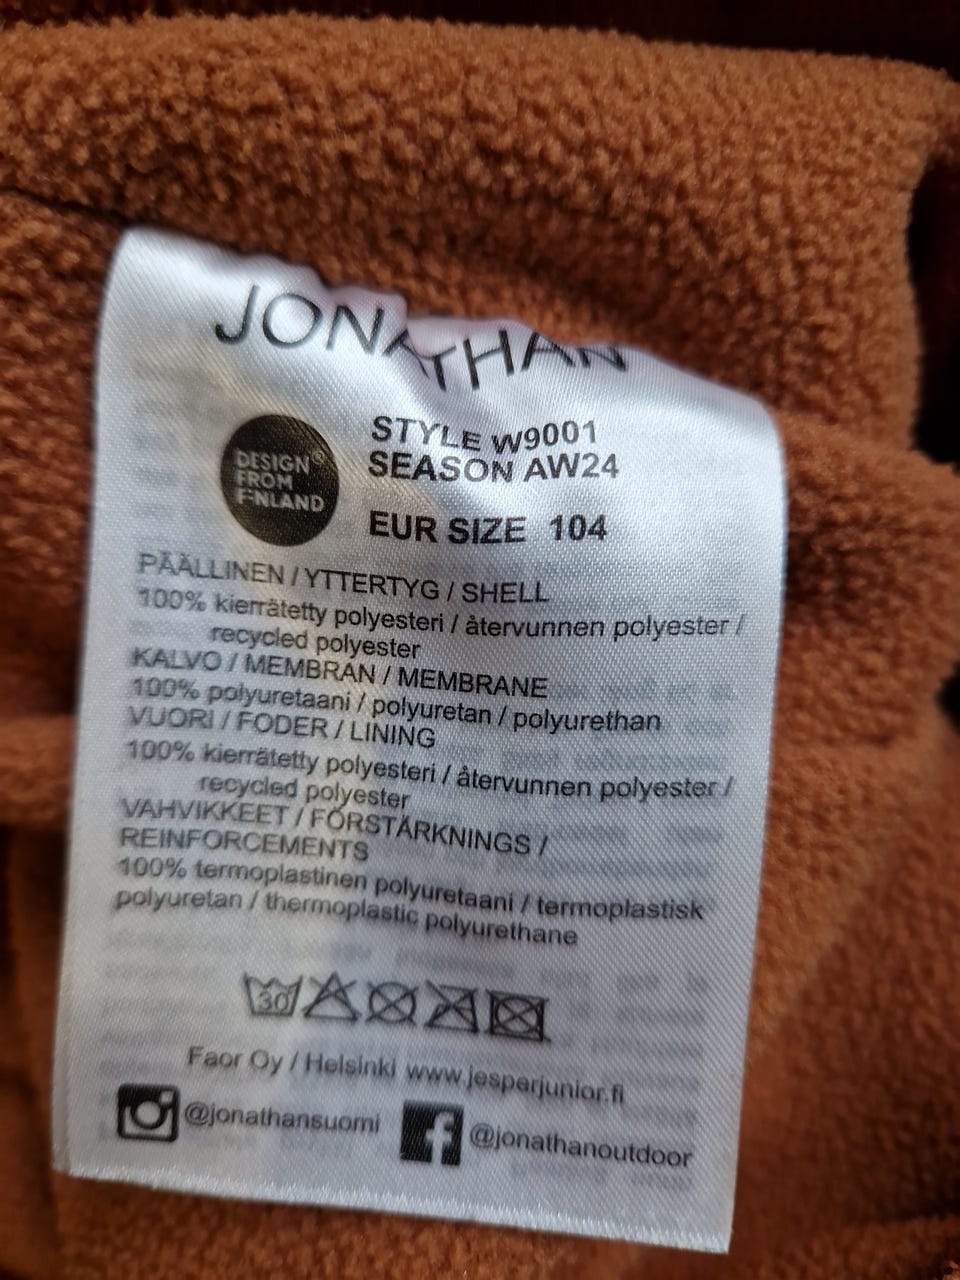 JONATHAN
DESIGN®
FROM
FINLAND
STYLE W9001
SEASON AW24
EUR SIZE 104
PÄÄLLINEN / YTTERTYG / SHELL
100% kierrätetty polyesteri / återvunnen polyester /
recycled polyester
KALVO / MEMBRAN / MEMBRANE
100% polyuretaani / polyuretan / polyurethan
VUORI / FODER / LINING
100% kierrätetty polyesteri / återvunnen polyester /
recycled polyester
VAHVIKKEET / FÖRSTÄRKNINGS /
REINFORCEMENTS
100% termoplastinen polyuretaani / termoplastisk
polyuretan / thermoplastic polyurethane
30
Faor Oy / Helsinki www.jesperjunior.fi
@jonathansuomi
@jonathanoutdoor